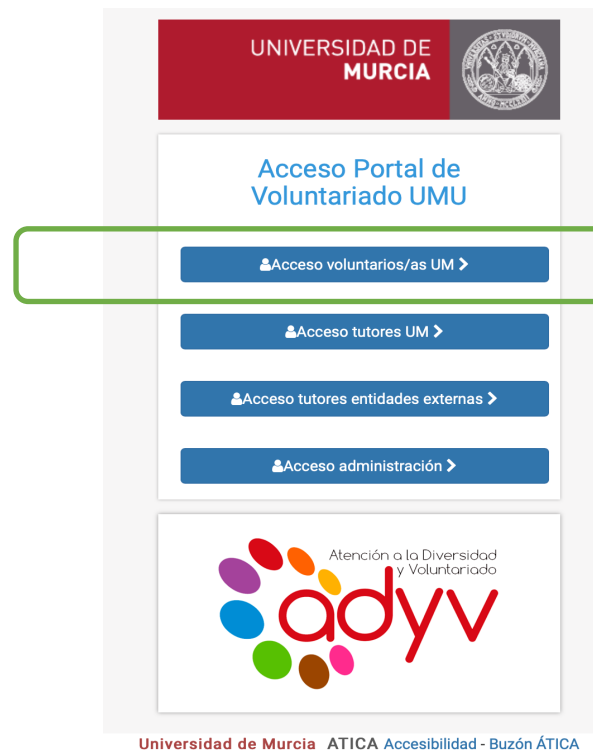 UNIVERSIDAD DE
MURCIA
Acceso Portal de
Voluntariado UMU
Acceso voluntarios/as UM
Acceso tutores UM
Acceso tutores entidades externas
Acceso administración
Atención a la Diversidad
y Voluntariado
adyv
Universidad de Murcia ATICA Accesibilidad - Buzón ÁTICA